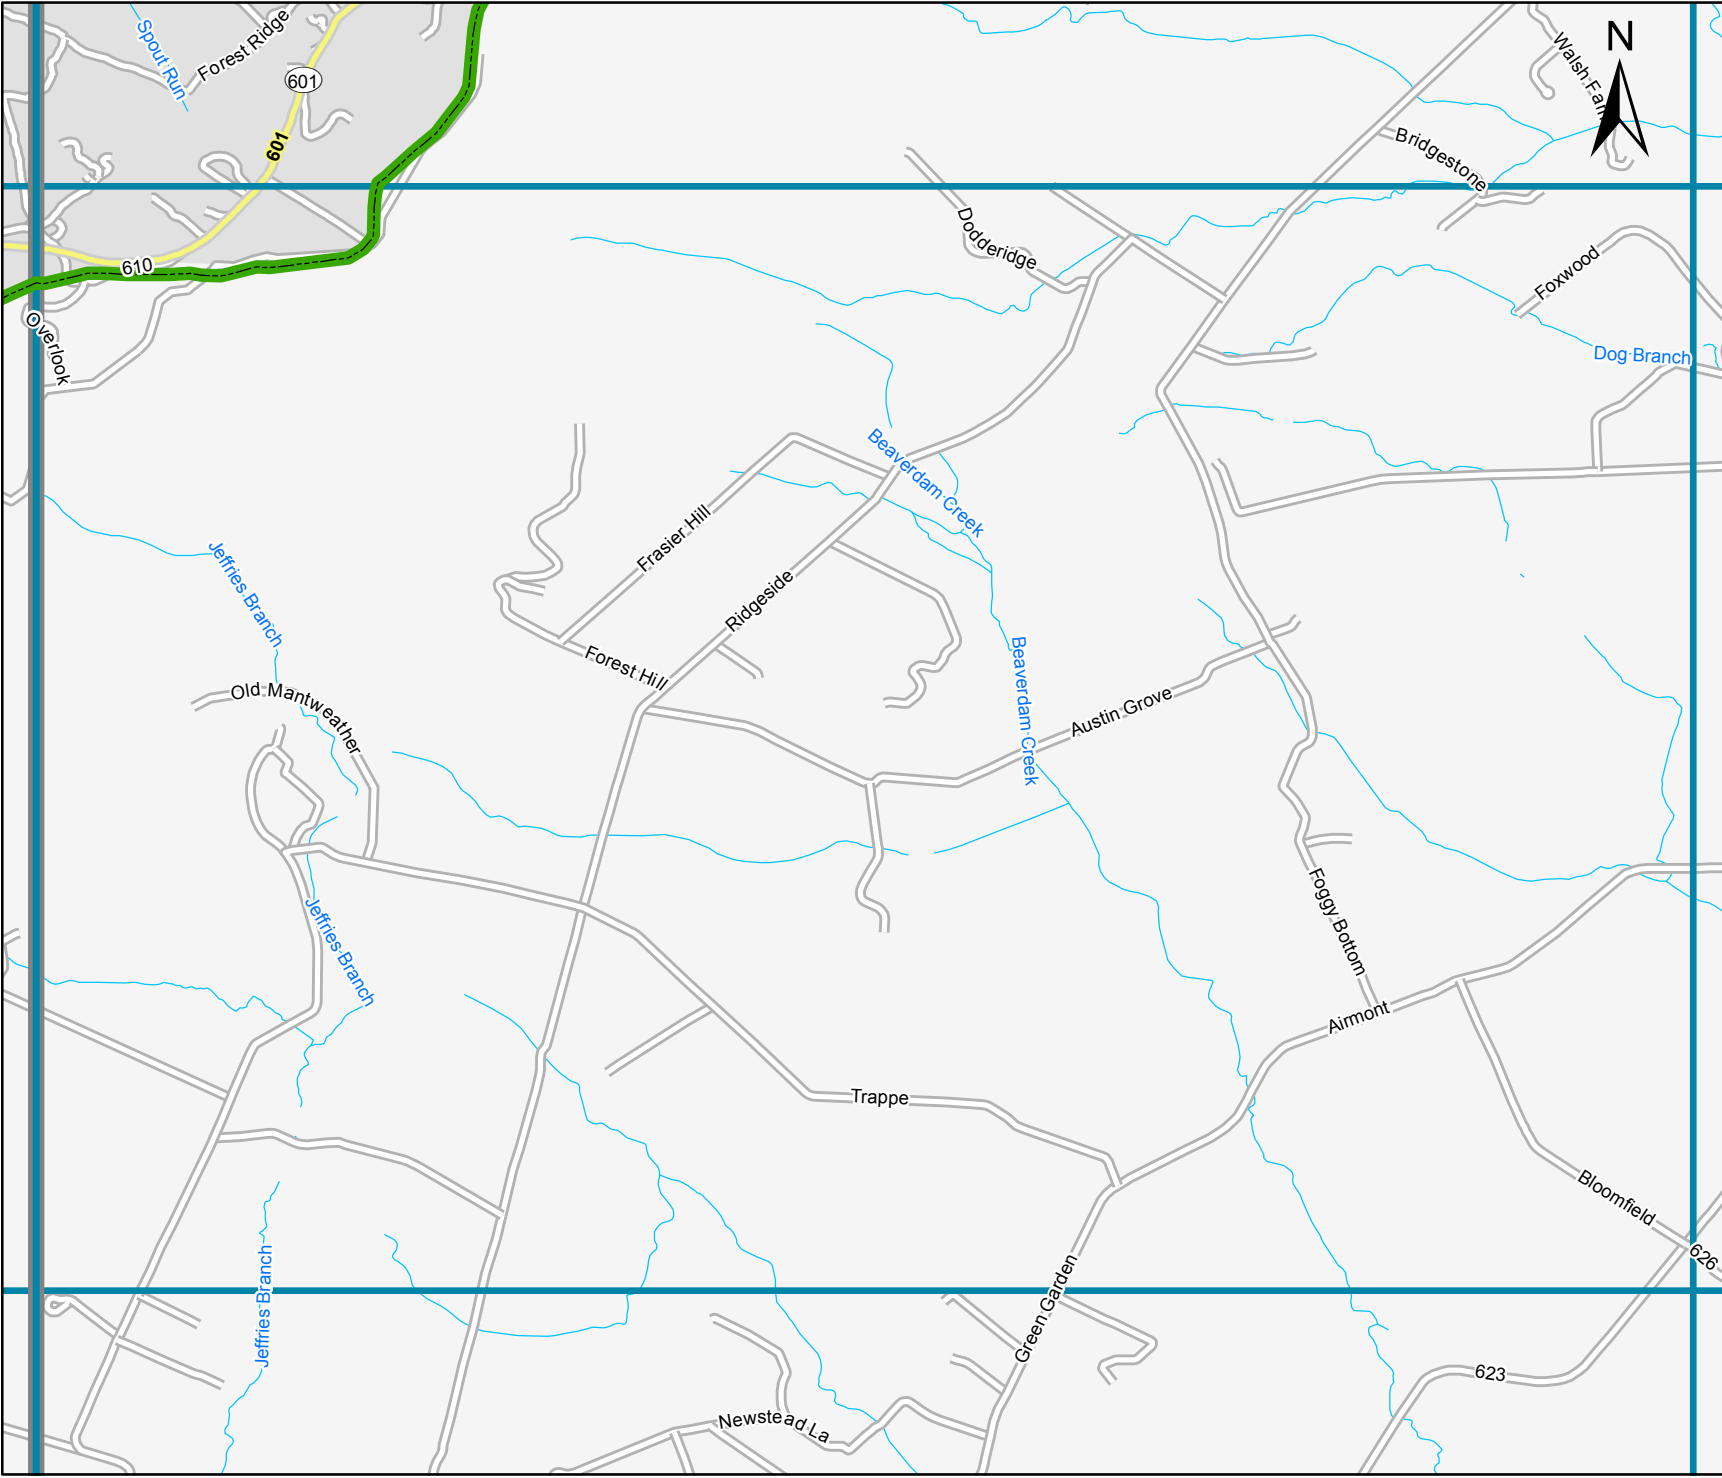 Spout Run
Forest Ridge
601
601
N
Walsh Farm
Bridgestone
Dodderidge
610
Foxwood
Overlook
Dog Branch
Beaverdam Creek
Frasier Hill
Jeffries Branch
Ridgeside
Forest Hill
Beaverdam Creek
Old Mantweather
Austin Grove
Foggy Bottom
Jeffries Branch
Airmont
Trappe
Bloomfield
626
Jeffries Branch
Green Garden
623
Newstead La